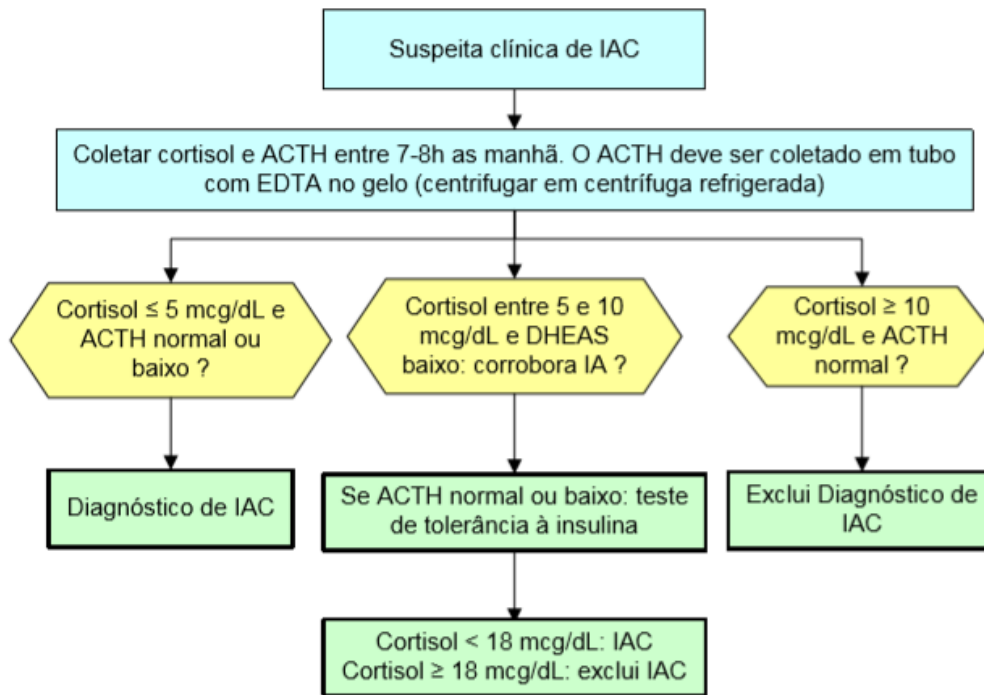 Suspeita clínica de IAC
Coletar cortisol e ACTH entre 7-8h as manhã. O ACTH deve ser coletado em tubo
com EDTA no gelo (centrifugar em centrífuga refrigerada)
Cortisol ≤ 5 mcg/dL e
ACTH normal ou
baixo ?
Cortisol entre 5 e 10
mcg/dL e DHEAS
baixo: corrobora IA ?
Cortisol ≥ 10
mcg/dL e ACTH
normal ?
Diagnóstico de IAC
Se ACTH normal ou baixo: teste
de tolerância à insulina
Exclui Diagnóstico de
IAC
Cortisol < 18 mcg/dL: IAC
Cortisol ≥ 18 mcg/dL: exclui IAC